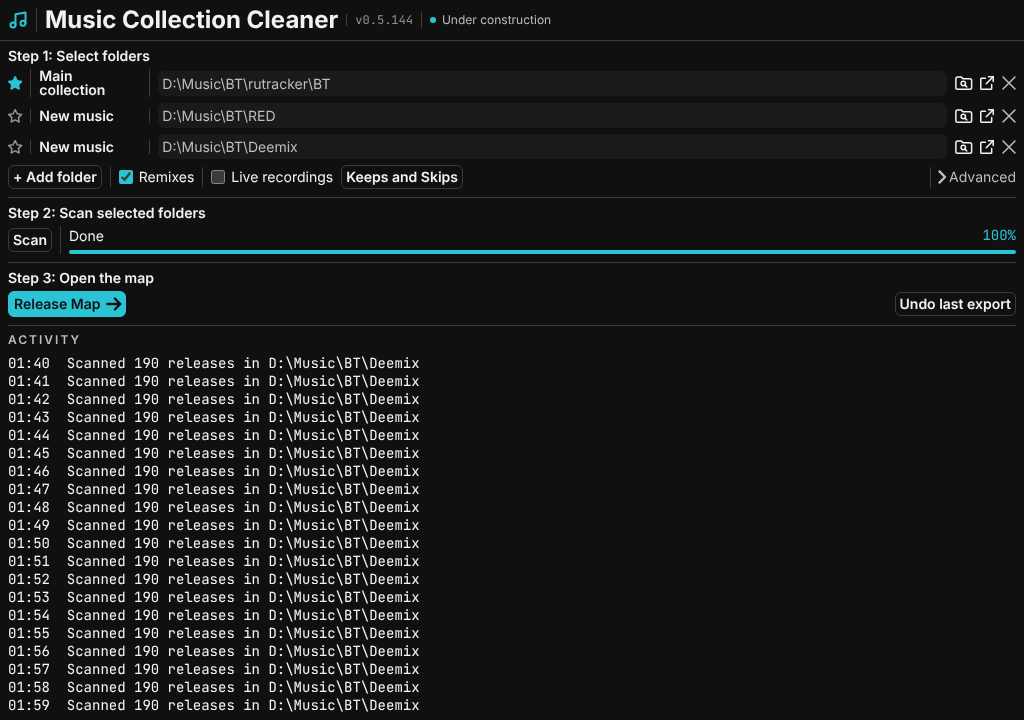 Music Collection Cleaner v0.5.144 Under construction
Step 1: Select folders
Main collection D:\Music\BT\rutracker\BT
New music D:\Music\BT\RED
New music D:\Music\BT\Deemix
+ Add folder Remixes Live recordings Keeps and Skips Advanced
Step 2: Scan selected folders
Scan Done 100%
Step 3: Open the map
Release Map Undo last export
ACTIVITY
01:40 Scanned 190 releases in D:\Music\BT\Deemix
01:41 Scanned 190 releases in D:\Music\BT\Deemix
01:42 Scanned 190 releases in D:\Music\BT\Deemix
01:43 Scanned 190 releases in D:\Music\BT\Deemix
01:44 Scanned 190 releases in D:\Music\BT\Deemix
01:45 Scanned 190 releases in D:\Music\BT\Deemix
01:46 Scanned 190 releases in D:\Music\BT\Deemix
01:47 Scanned 190 releases in D:\Music\BT\Deemix
01:48 Scanned 190 releases in D:\Music\BT\Deemix
01:49 Scanned 190 releases in D:\Music\BT\Deemix
01:50 Scanned 190 releases in D:\Music\BT\Deemix
01:51 Scanned 190 releases in D:\Music\BT\Deemix
01:52 Scanned 190 releases in D:\Music\BT\Deemix
01:53 Scanned 190 releases in D:\Music\BT\Deemix
01:54 Scanned 190 releases in D:\Music\BT\Deemix
01:55 Scanned 190 releases in D:\Music\BT\Deemix
01:56 Scanned 190 releases in D:\Music\BT\Deemix
01:57 Scanned 190 releases in D:\Music\BT\Deemix
01:58 Scanned 190 releases in D:\Music\BT\Deemix
01:59 Scanned 190 releases in D:\Music\BT\Deemix